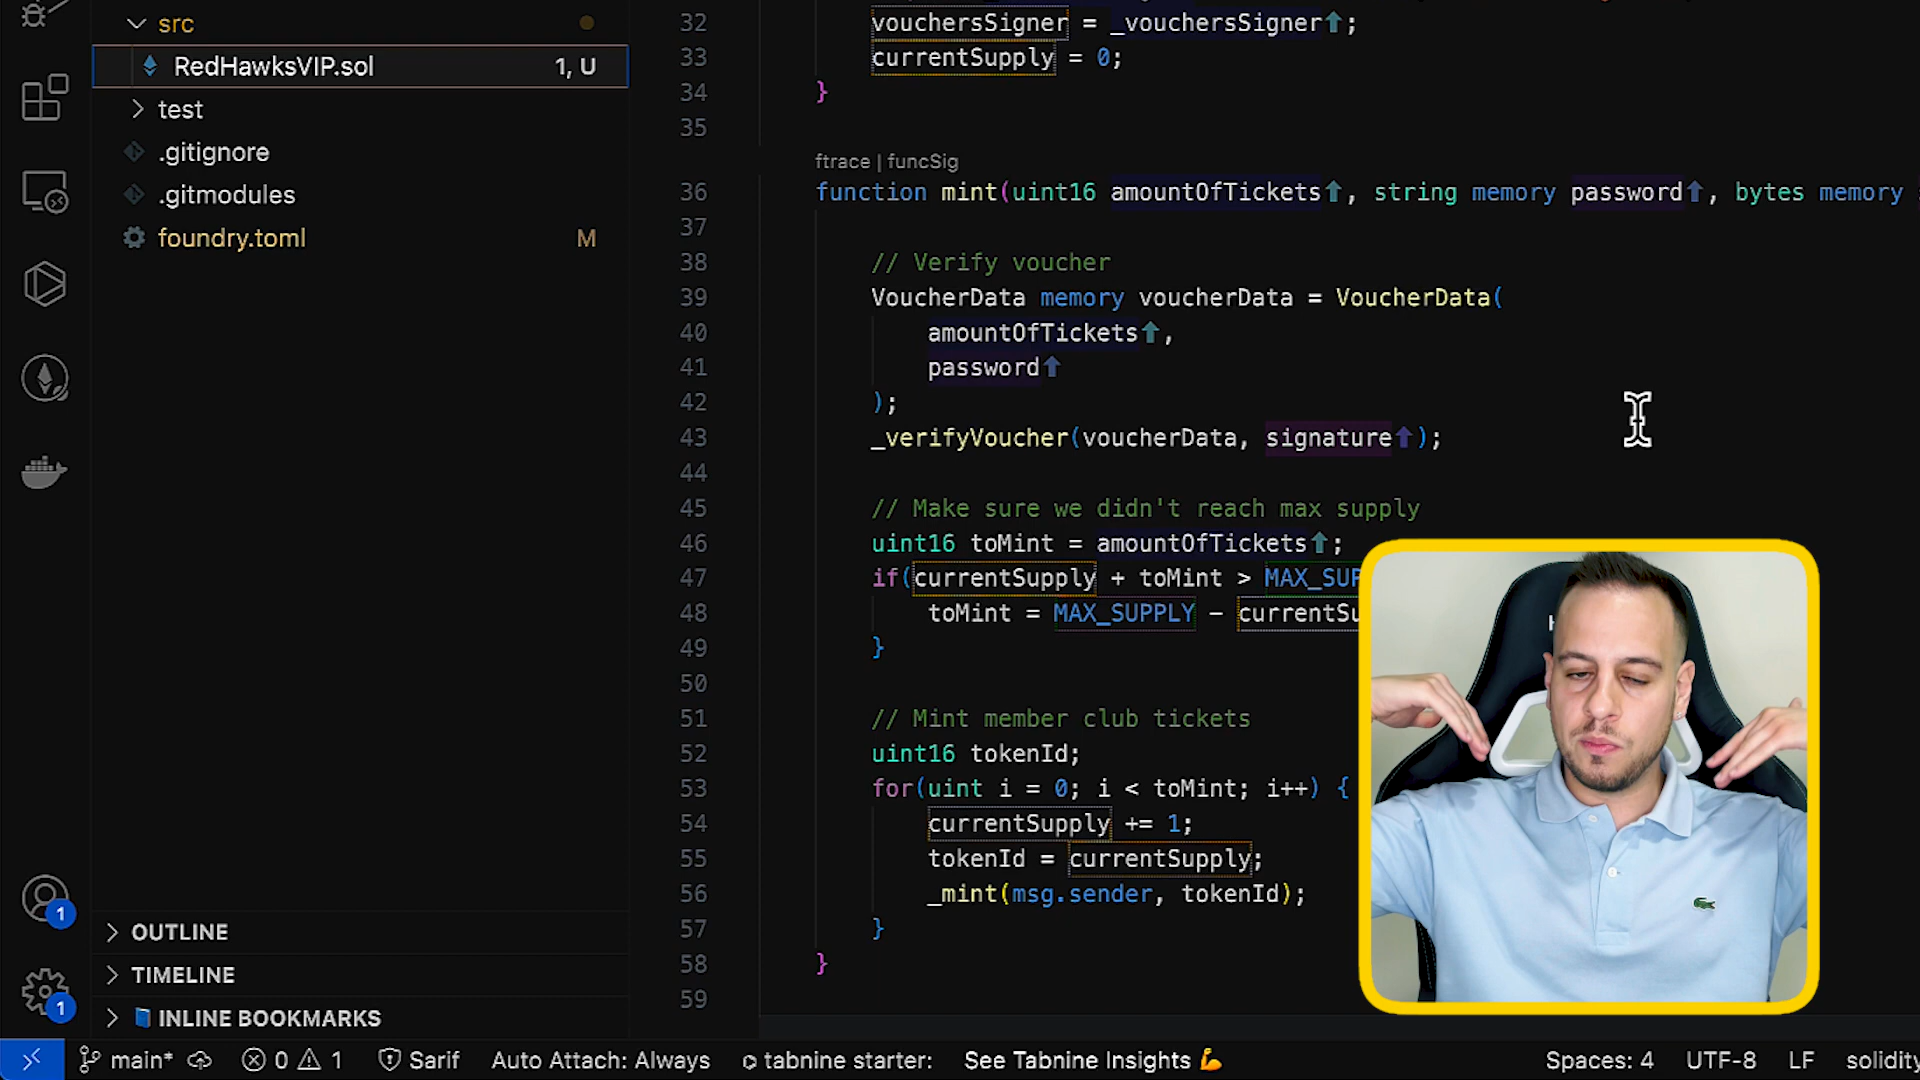 src
RedHawksVIP.sol 1, U
test
.gitignore
.gitmodules
foundry.toml M
OUTLINE
TIMELINE
INLINE BOOKMARKS
1
1
32 vouchersSigner = _vouchersSigner↑;
33 currentSupply = 0;
34 }
35
ftrace | funcSig
36 function mint(uint16 amountOfTickets↑, string memory password↑, bytes memory
37
38 // Verify voucher
39 VoucherData memory voucherData = VoucherData(
40 amountOfTickets↑,
41 password↑
42 );
43 _verifyVoucher(voucherData, signature↑);
44
45 // Make sure we didn't reach max supply
46 uint16 toMint = amountOfTickets↑;
47 if(currentSupply + toMint > MAX_SUP
48 toMint = MAX_SUPPLY - currentSu
49 }
50
51 // Mint member club tickets
52 uint16 tokenId;
53 for(uint i = 0; i < toMint; i++) {
54 currentSupply += 1;
55 tokenId = currentSupply;
56 _mint(msg.sender, tokenId);
57 }
58 }
59
main* 0 1 Sarif Auto Attach: Always tabnine starter: See Tabnine Insights 💪 Spaces: 4 UTF-8 LF solidity